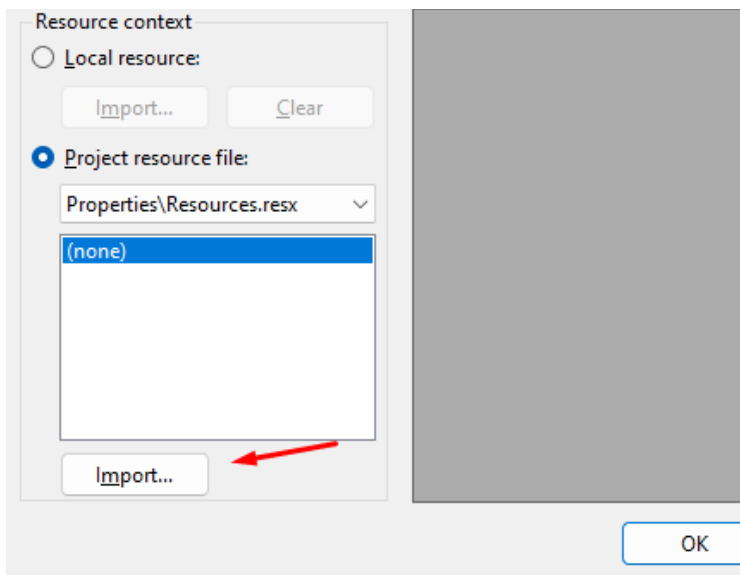 Resource context
Local resource:
Import...
Clear
Project resource file:
Properties\Resources.resx
(none)
Import...
OK